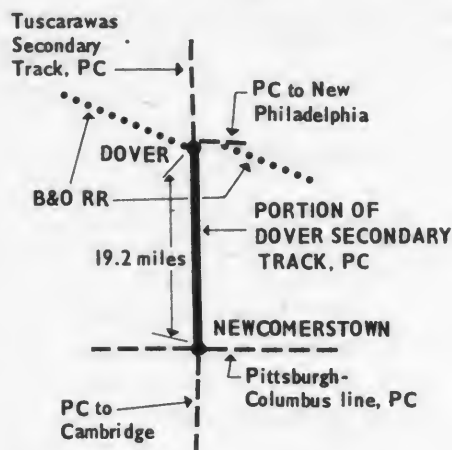 Tuscarawas
Secondary
Track, PC
PC to New
Philadelphia
DOVER
B&O RR
PORTION OF
DOVER SECONDARY
TRACK, PC
19.2 miles
NEWCOMERSTOWN
Pittsburgh-
Columbus line, PC
PC to
Cambridge